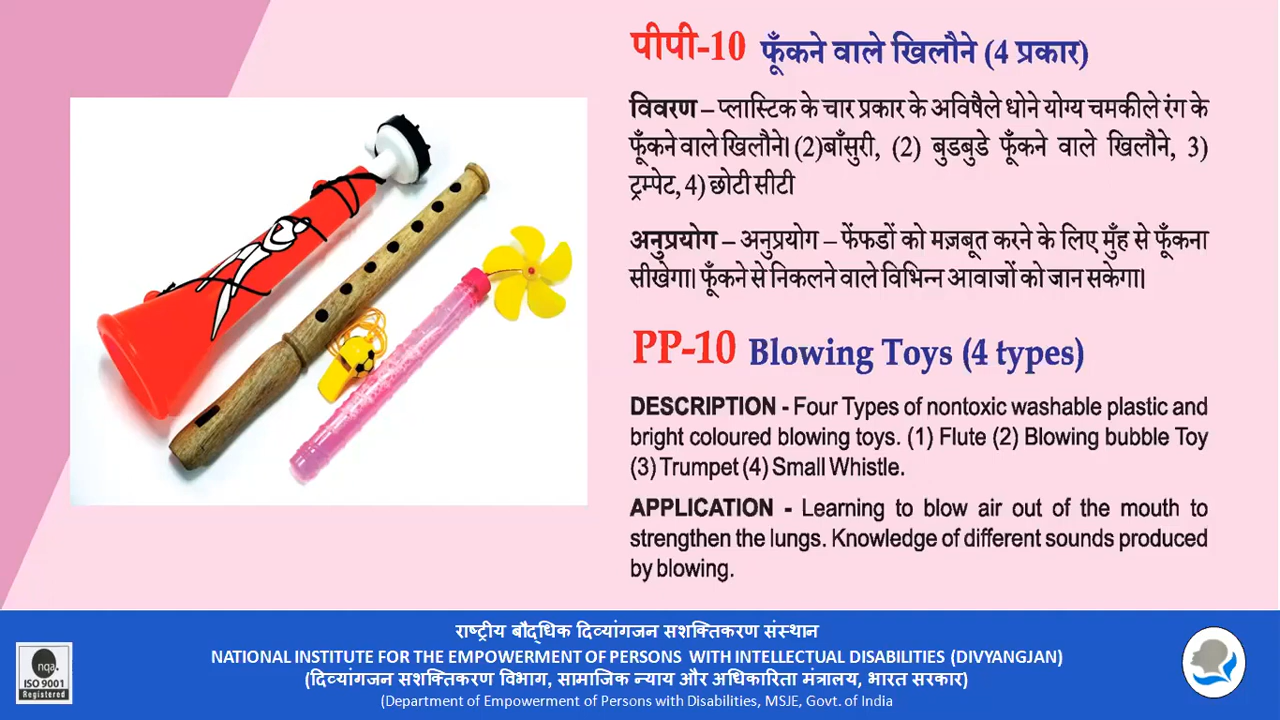 पीपी-10 फूँकने वाले खिलौने (4 प्रकार)
विवरण – प्लास्टिक के चार प्रकार के अविषैले धोने योग्य चमकीले रंग के
फूँकने वाले खिलौने। (2)बाँसुरी, (2) बुडबुडे फूँकने वाले खिलौने, 3)
ट्रम्पेट, 4) छोटी सीटी
अनुप्रयोग – अनुप्रयोग – फेंफडों को मज़बूत करने के लिए मुँह से फूँकना
सीखेगा। फूँकने से निकलने वाले विभिन्न आवाजों को जान सकेगा।
PP-10 Blowing Toys (4 types)
DESCRIPTION - Four Types of nontoxic washable plastic and
bright coloured blowing toys. (1) Flute (2) Blowing bubble Toy
(3) Trumpet (4) Small Whistle.
APPLICATION - Learning to blow air out of the mouth to
strengthen the lungs. Knowledge of different sounds produced
by blowing.
राष्ट्रीय बौद्धिक दिव्यांगजन सशक्तिकरण संस्थान
NATIONAL INSTITUTE FOR THE EMPOWERMENT OF PERSONS WITH INTELLECTUAL DISABILITIES (DIVYANGJAN)
(दिव्यांगजन सशक्तिकरण विभाग, सामाजिक न्याय और अधिकारिता मंत्रालय, भारत सरकार)
(Department of Empowerment of Persons with Disabilities, MSJE, Govt. of India
nqa.
ISO 9001
Registered